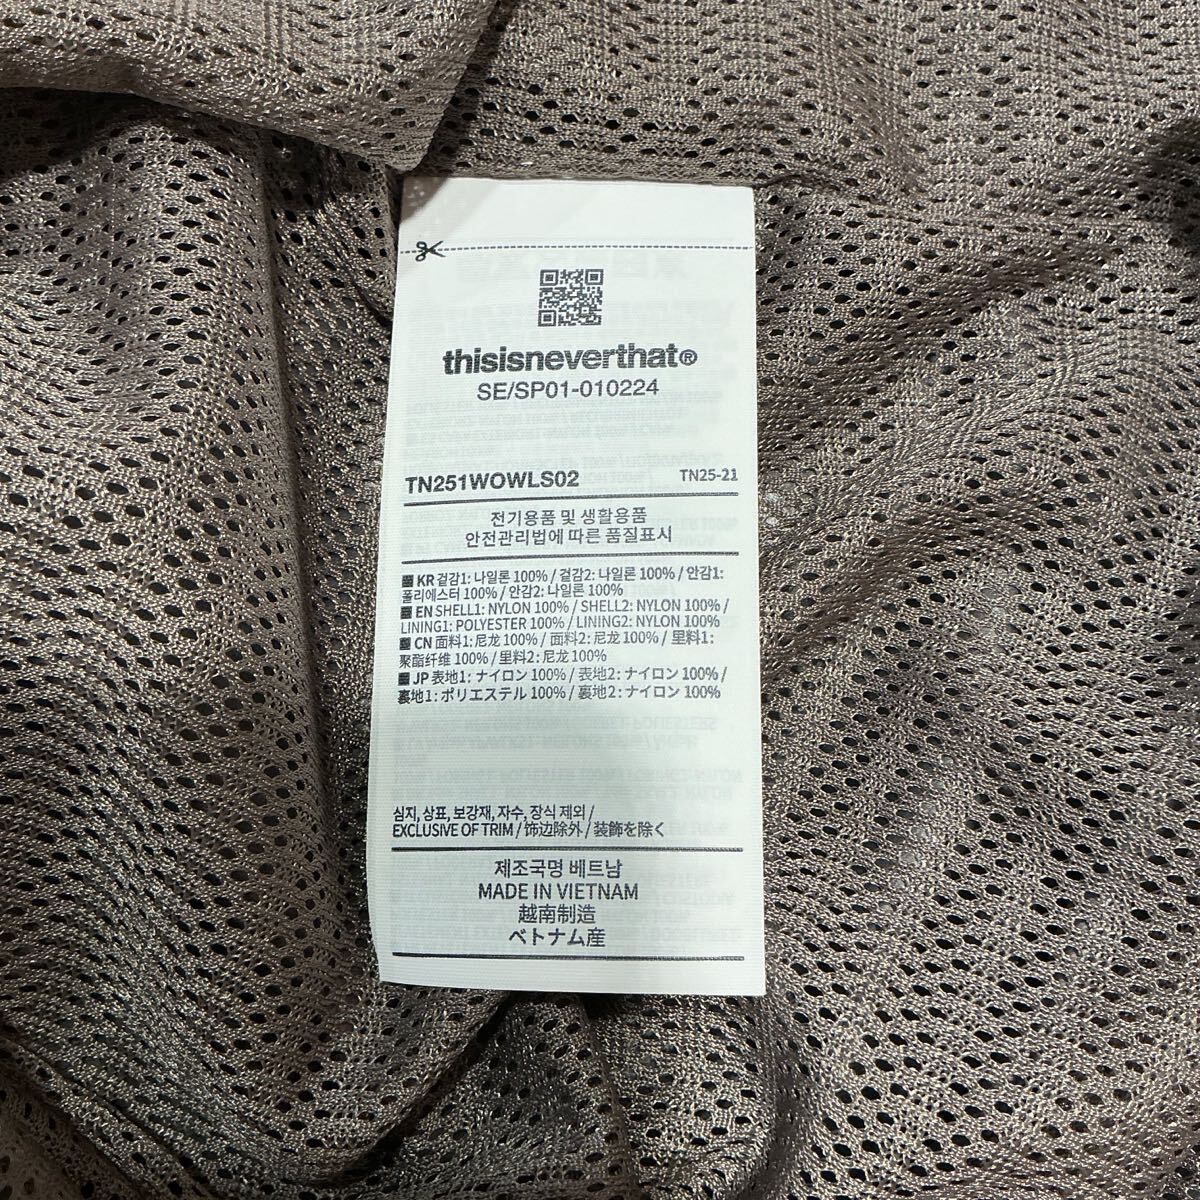 thisisneverthat®
SE/SP01-010224
TN251WOWLS02 TN25-21
전기용품 및 생활용품
안전관리법에 따른 품질표시
KR 겉감1: 나일론 100% / 겉감2: 나일론 100% / 안감1:
폴리에스터 100% / 안감2: 나일론 100%
EN SHELL1: NYLON 100% / SHELL2: NYLON 100% /
LINING1: POLYESTER 100% / LINING2: NYLON 100%
CN 面料1: 尼龙 100% / 面料2: 尼龙 100% / 里料1:
聚酯纤维 100% / 里料2: 尼龙 100%
JP 表地1: ナイロン 100% / 表地2: ナイロン 100% /
裏地1: ポリエステル 100% / 裏地2: ナイロン 100%
심지, 상표, 보강재, 자수, 장식 제외 /
EXCLUSIVE OF TRIM / 饰边除外 / 装飾を除く
제조국명 베트남
MADE IN VIETNAM
越南制造
ベトナム産